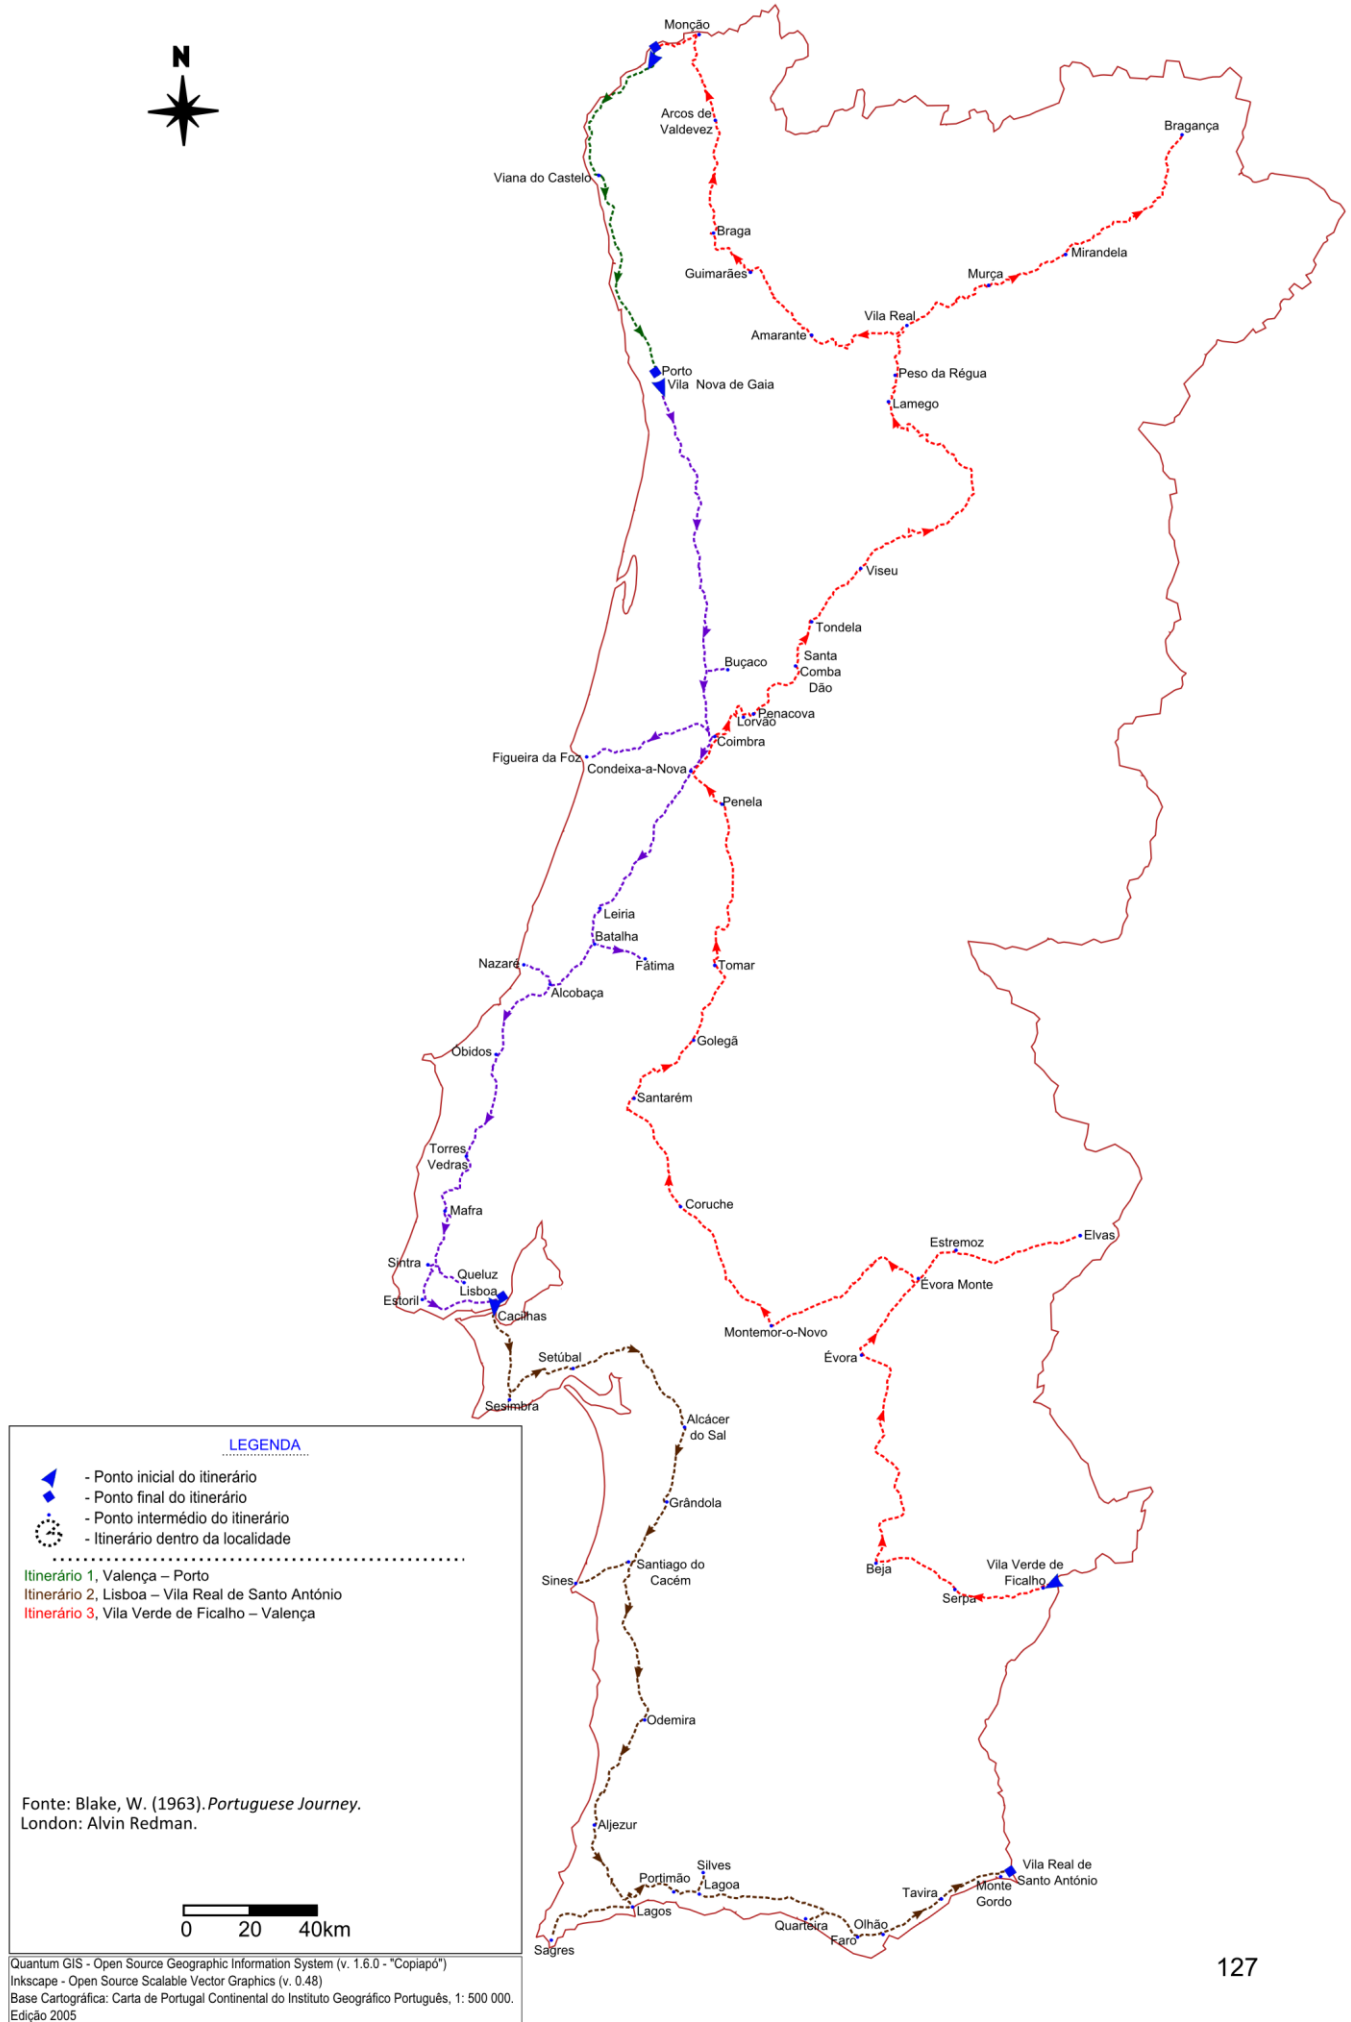 N
Monção
Arcos de
Valdevez
Bragança
Viana do Castelo
Braga
Guimarães
Mirandela
Murça
Vila Real
Amarante
Porto
Vila Nova de Gaia
Peso da Régua
Lamego
Viseu
Tondela
Santa
Comba
Dão
Buçaco
Penacova
Lorvão
Coimbra
Figueira da Foz
Condeixa-a-Nova
Penela
Leiria
Batalha
Nazaré
Fátima
Tomar
Alcobaça
Golegã
Óbidos
Santarém
Torres
Vedras
Coruche
Mafra
Estremoz
Elvas
Sintra
Queluz
Évora Monte
Lisboa
Estoril
Cacilhas
Montemor-o-Novo
Setúbal
Évora
Sesimbra
Alcácer
do Sal
Grândola
Santiago do
Cacém
Sines
Beja
Vila Verde de
Ficalho
Serpa
Odemira
Aljezur
Silves
Portimão
Lagoa
Vila Real de
Santo António
Monte
Gordo
Tavira
Lagos
Quarteira
Olhão
Faro
Sagres
LEGENDA
- Ponto inicial do itinerário
- Ponto final do itinerário
- Ponto intermédio do itinerário
- Itinerário dentro da localidade
Itinerário 1, Valença – Porto
Itinerário 2, Lisboa – Vila Real de Santo António
Itinerário 3, Vila Verde de Ficalho – Valença
Fonte: Blake, W. (1963). Portuguese Journey.
London: Alvin Redman.
0 20 40km
Quantum GIS - Open Source Geographic Information System (v. 1.6.0 - "Copiapó")
Inkscape - Open Source Scalable Vector Graphics (v. 0.48)
Base Cartográfica: Carta de Portugal Continental do Instituto Geográfico Português, 1: 500 000.
Edição 2005
127